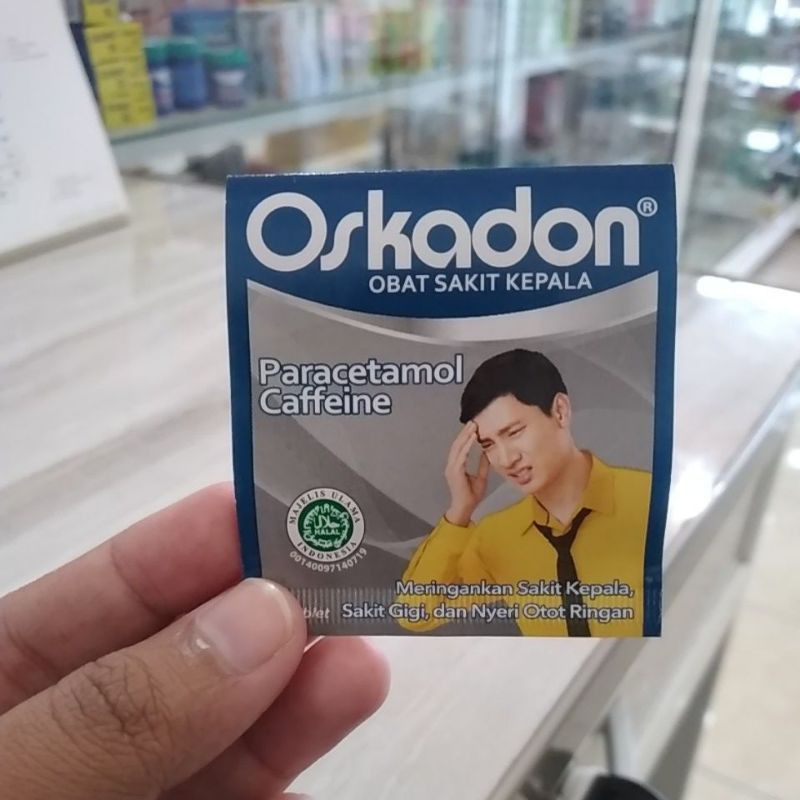 Oskadon®
OBAT SAKIT KEPALA
Paracetamol
Caffeine
MAJELIS ULAMA
حلال
HALAL
INDONESIA
00140097140719
Meringankan Sakit Kepala,
Sakit Gigi, dan Nyeri Otot Ringan